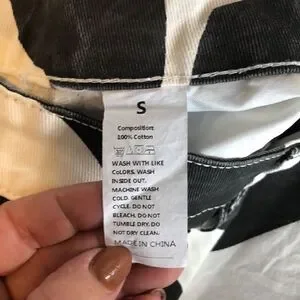 S
Composition:
100% Cotton
WASH WITH LIKE
COLORS. WASH
INSIDE OUT.
MACHINE WASH
COLD. GENTLE
CYCLE. DO NOT
BLEACH. DO NOT
TUMBLE DRY. DO
NOT DRY CLEAN.
MADE IN CHINA